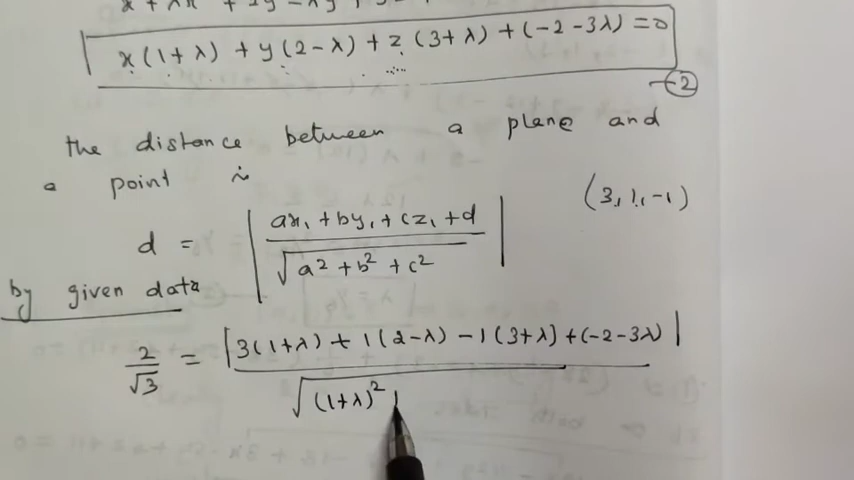 x(1+λ) + y(2-λ) + z(3+λ) + (-2-3λ) = 0
2
the distance between a plane and
a point is
(3, 1, -1)
d = | ax₁ + by₁ + cz₁ + d / √a² + b² + c² |
by given data
2/√3 = | 3(1+λ) + 1(2-λ) - 1(3+λ) + (-2-3λ) | / √(1+λ)²